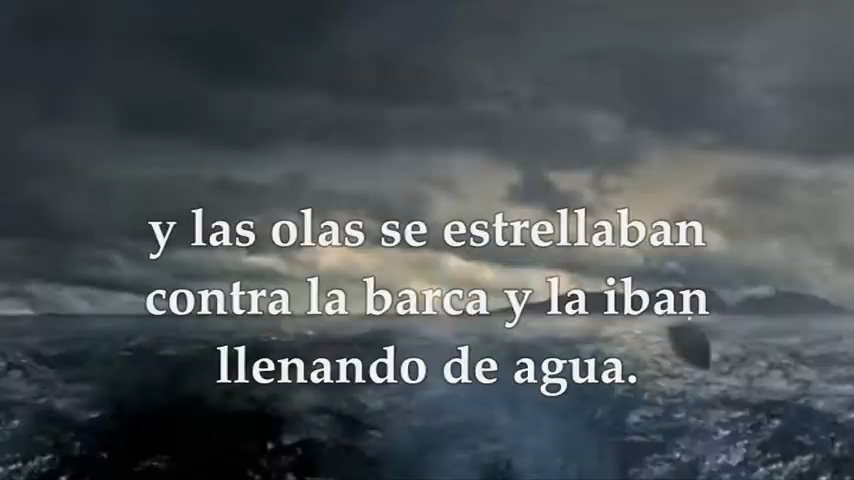 y las olas se estrellaban
contra la barca y la iban
llenando de agua.